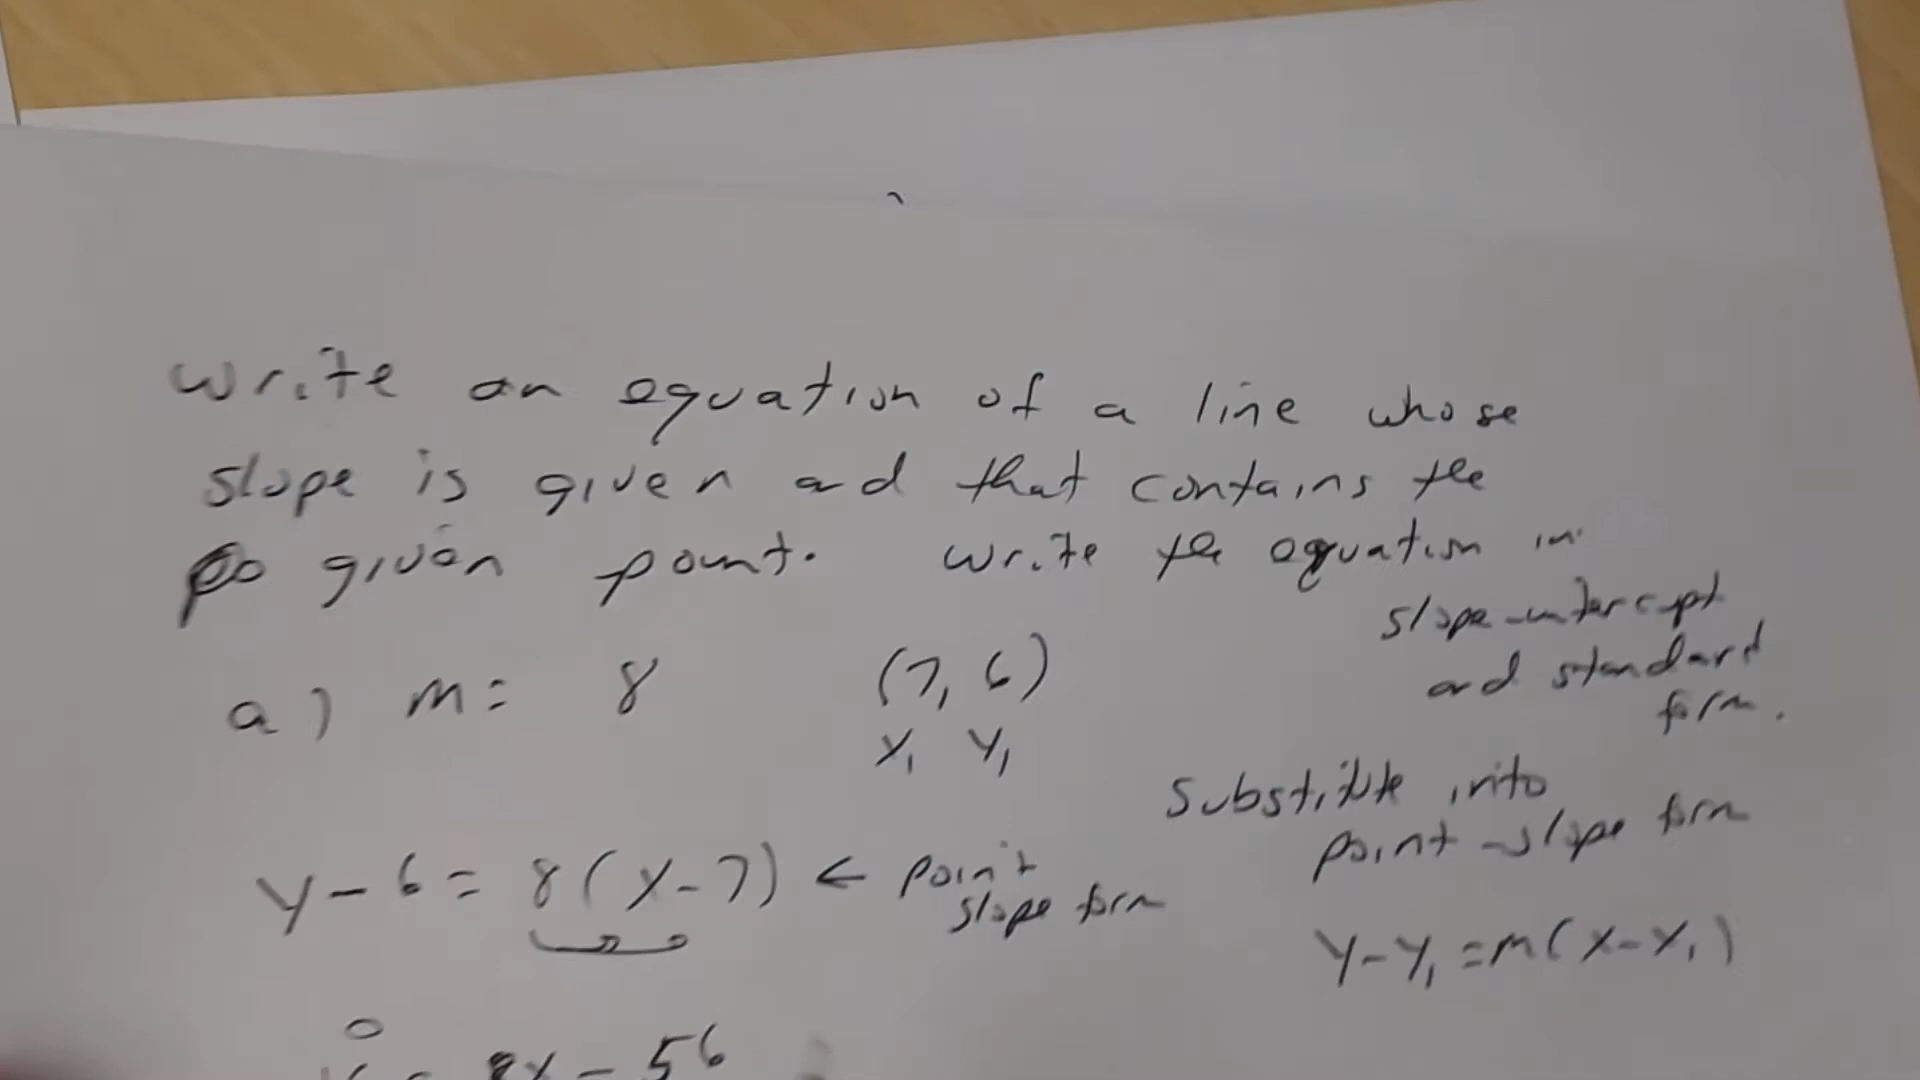 Write an equation of a line whose
slope is given and that contains the
given point. Write the equation in
slope-intercept
and standard
form.
a) m = 8 (7, 6)
x₁ y₁
Substitute into
point-slope form
y - 6 = 8(x-7) ← point
slope form
y-y₁ = m(x-x₁)
= 8x - 56